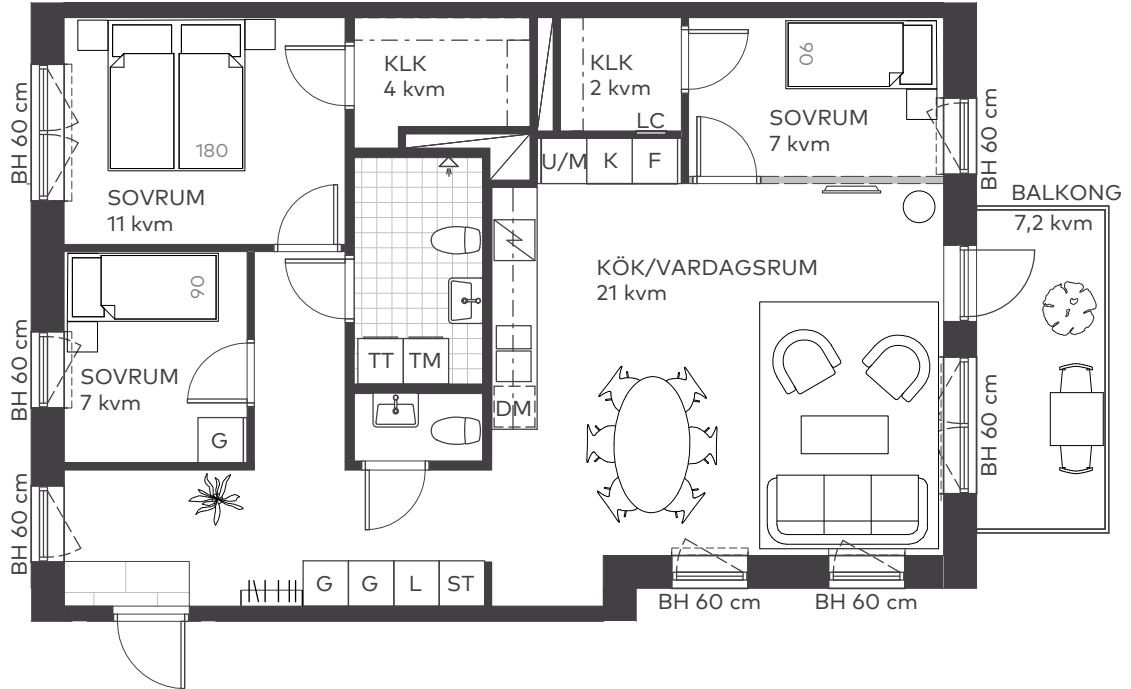 KLK
4 kvm
KLK
2 kvm
LC
90
SOVRUM
7 kvm
U/M
K
F
180
SOVRUM
11 kvm
BH 60 cm
BH 60 cm
BALKONG
7,2 kvm
KÖK/VARDAGSRUM
21 kvm
90
SOVRUM
7 kvm
G
BH 60 cm
TT
TM
DM
BH 60 cm
BH 60 cm
G
G
L
ST
BH 60 cm
BH 60 cm